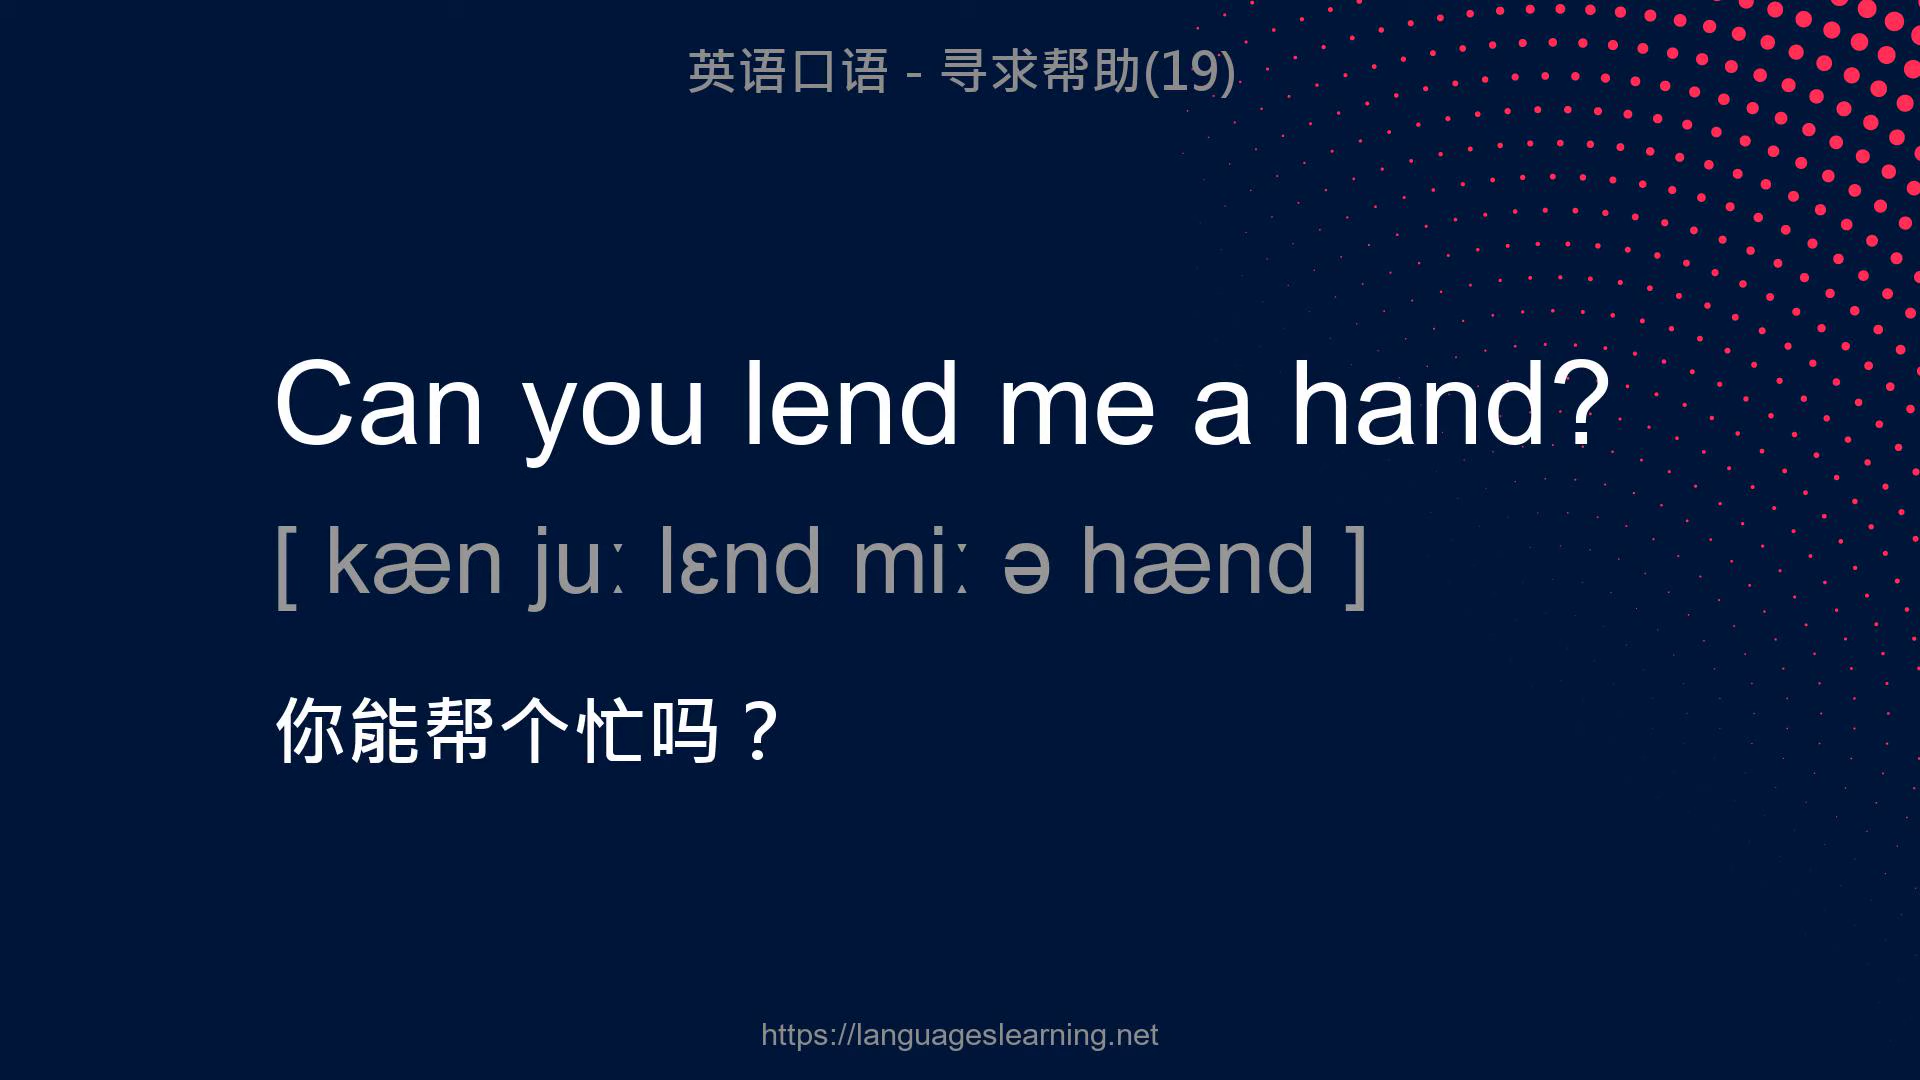 英语口语 - 寻求帮助(19)
Can you lend me a hand?
[ kæn juː lɛnd miː ə hænd ]
你能帮个忙吗？
https://languageslearning.net